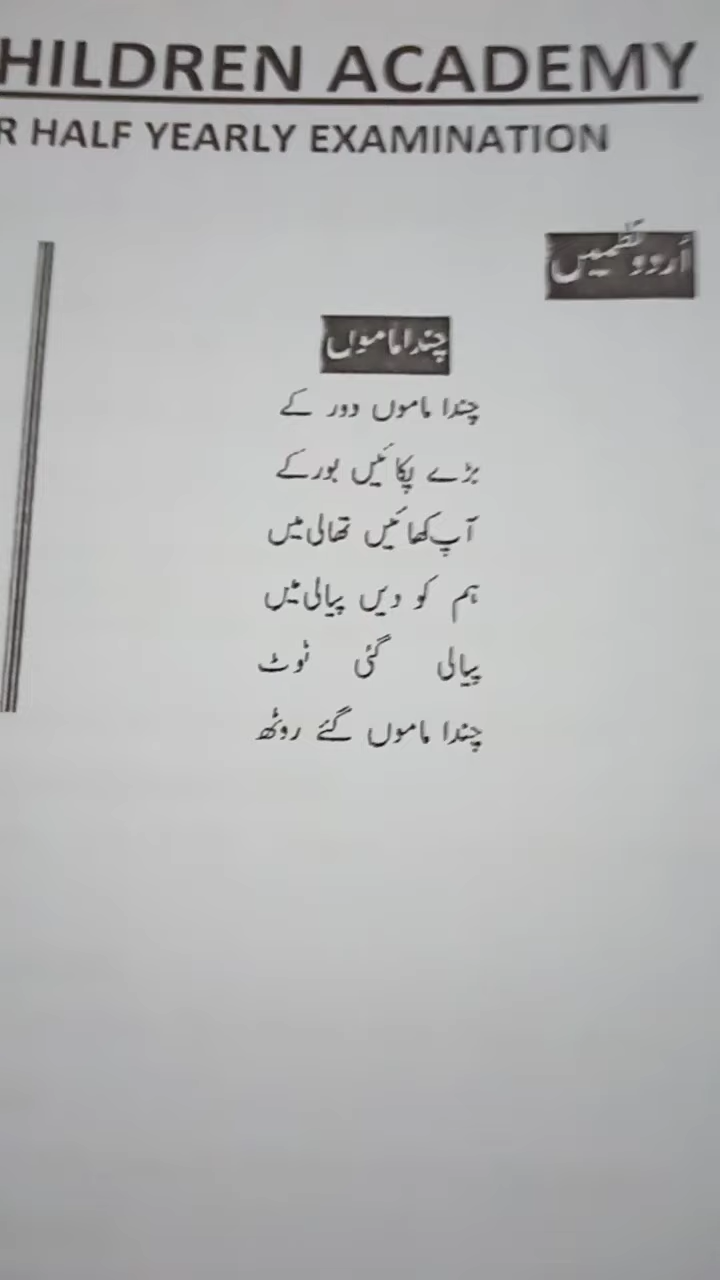 HILDREN ACADEMY
R HALF YEARLY EXAMINATION
اُردو نظمیں
چندا ماموں
چندا ماموں دور کے
بڑے پکائیں بور کے
آپ کھائیں تھالی میں
ہم کو دیں پیالی میں
پیالی گئی ٹوٹ
چندا ماموں گئے روٹھ